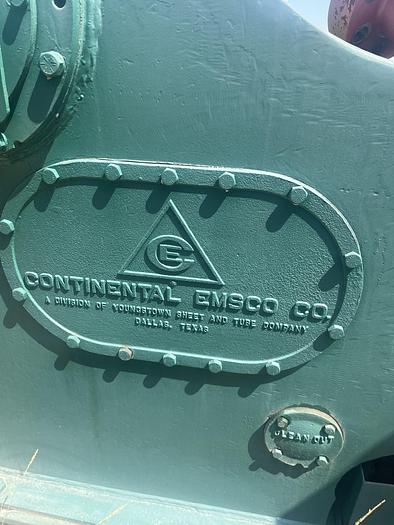 CE
CONTINENTAL EMSCO CO.
A DIVISION OF YOUNGSTOWN SHEET AND TUBE COMPANY
DALLAS, TEXAS
CLEAN OUT